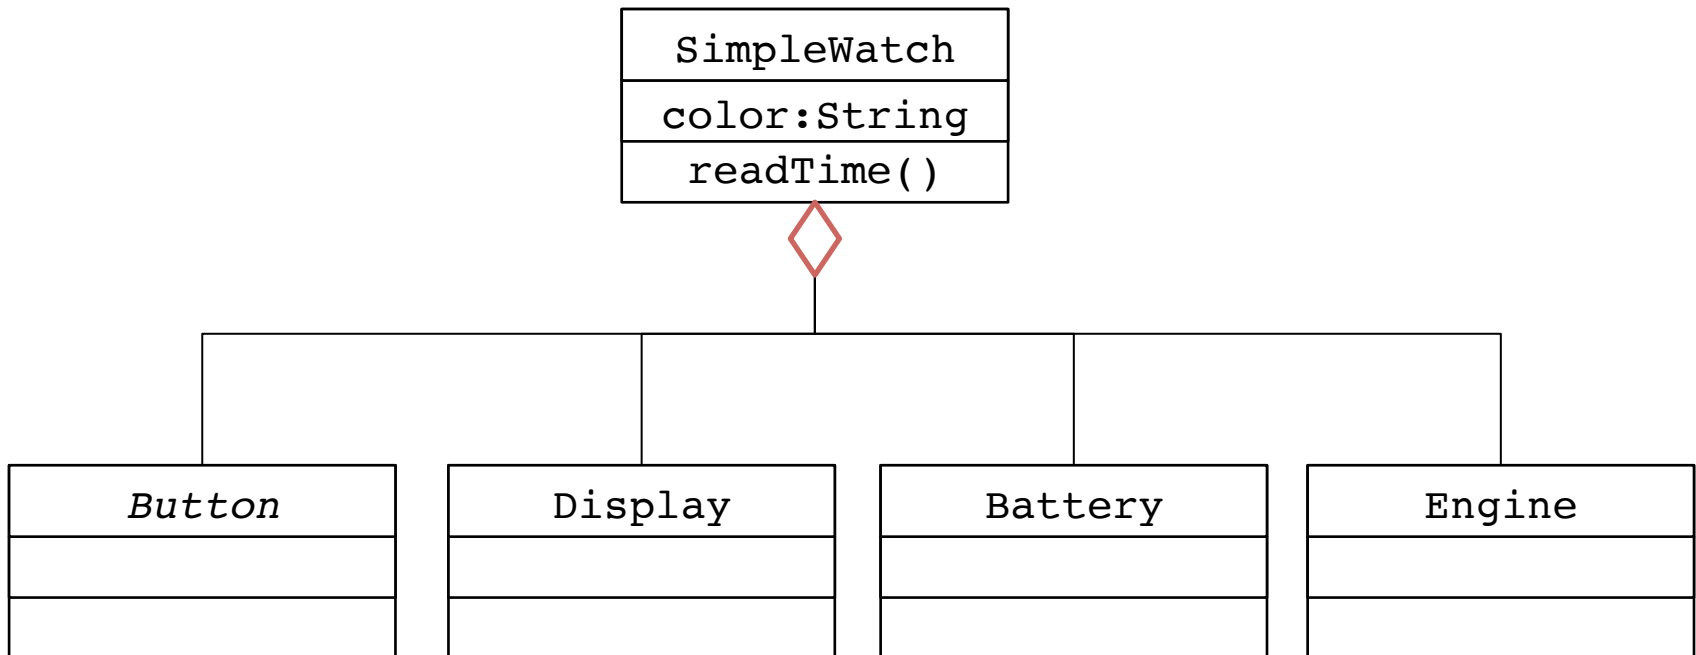 SimpleWatch
color:String
readTime()
Button
Display
Battery
Engine